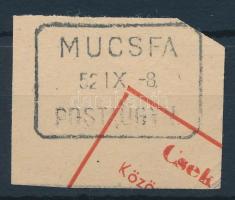 MUCSFA
52 IX. -8.
POSTAÜGY.
Csek
Közö